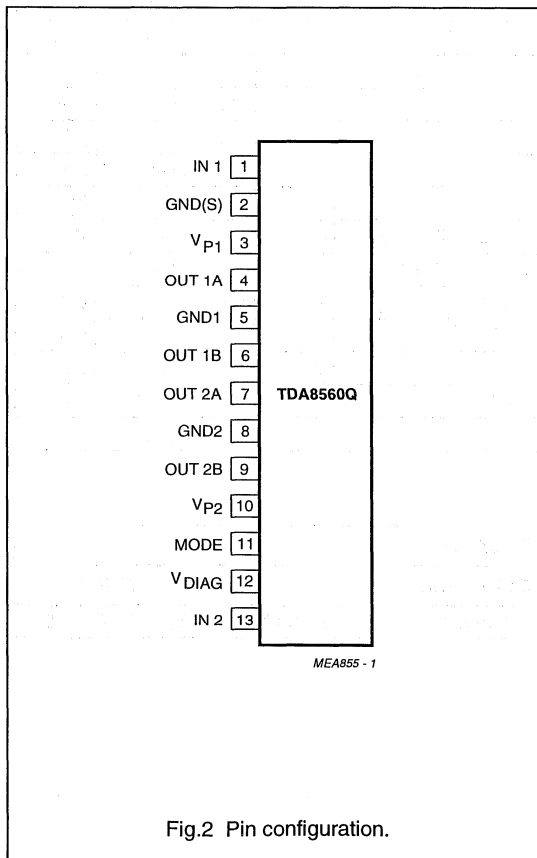 IN 1 1
GND(S) 2
VP1 3
OUT 1A 4
GND1 5
OUT 1B 6
OUT 2A 7 TDA8560Q
GND2 8
OUT 2B 9
VP2 10
MODE 11
VDIAG 12
IN 2 13
MEA855 - 1
Fig.2 Pin configuration.